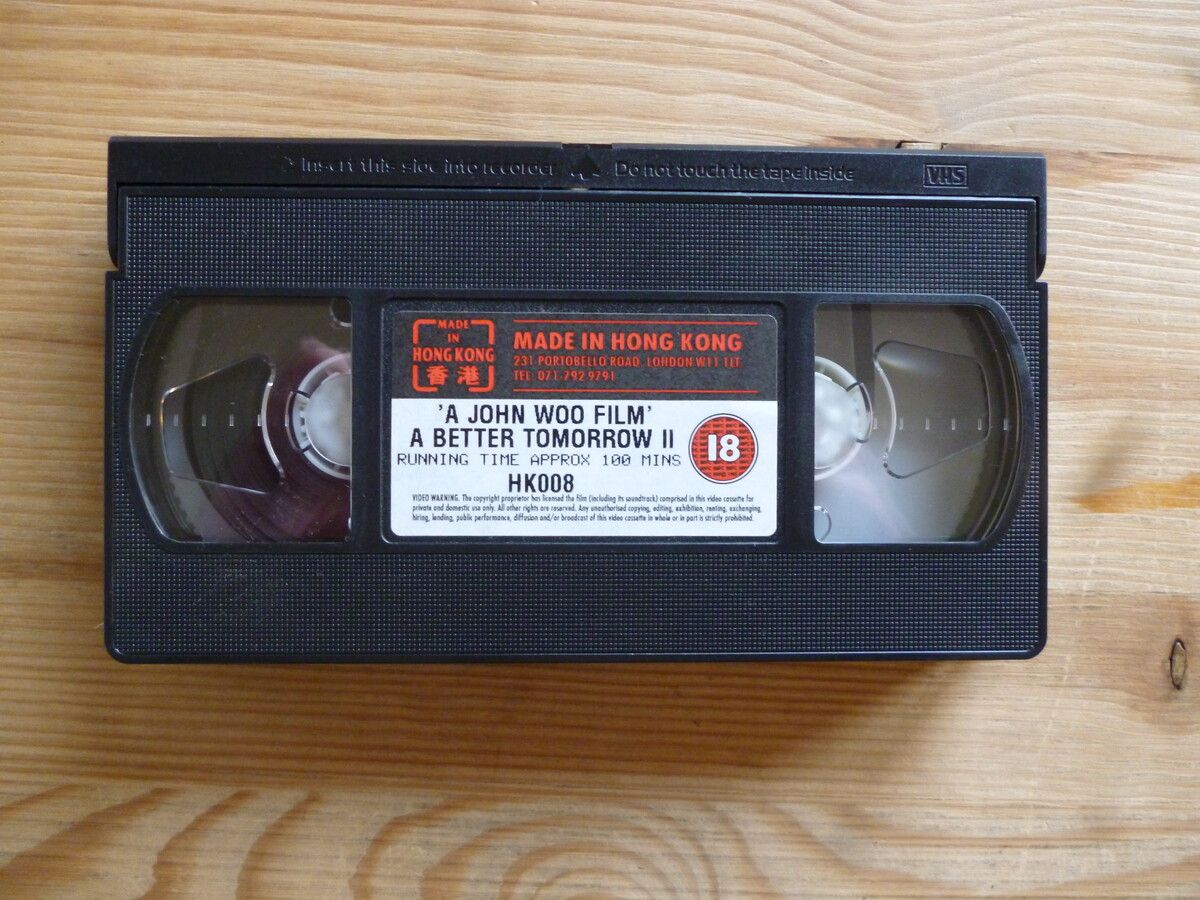 Insert this side into recorder
Do not touch the tape inside
VHS
MADE
IN
HONG KONG
香港
MADE IN HONG KONG
231 PORTOBELLO ROAD. LONDON W11 1LT.
TEL. 071-792 9791
'A JOHN WOO FILM'
A BETTER TOMORROW II
RUNNING TIME APPROX 100 MINS
HK008
18
VIDEO WARNING. The copyright proprietor has licensed the film (including its soundtrack) comprised in this video cassette for
private and domestic use only. All other rights are reserved. Any unauthorised copying, editing, exhibition, renting, exchanging,
hiring, lending, public performance, diffusion and/or broadcast of this video cassette in whole or in part is strictly prohibited.